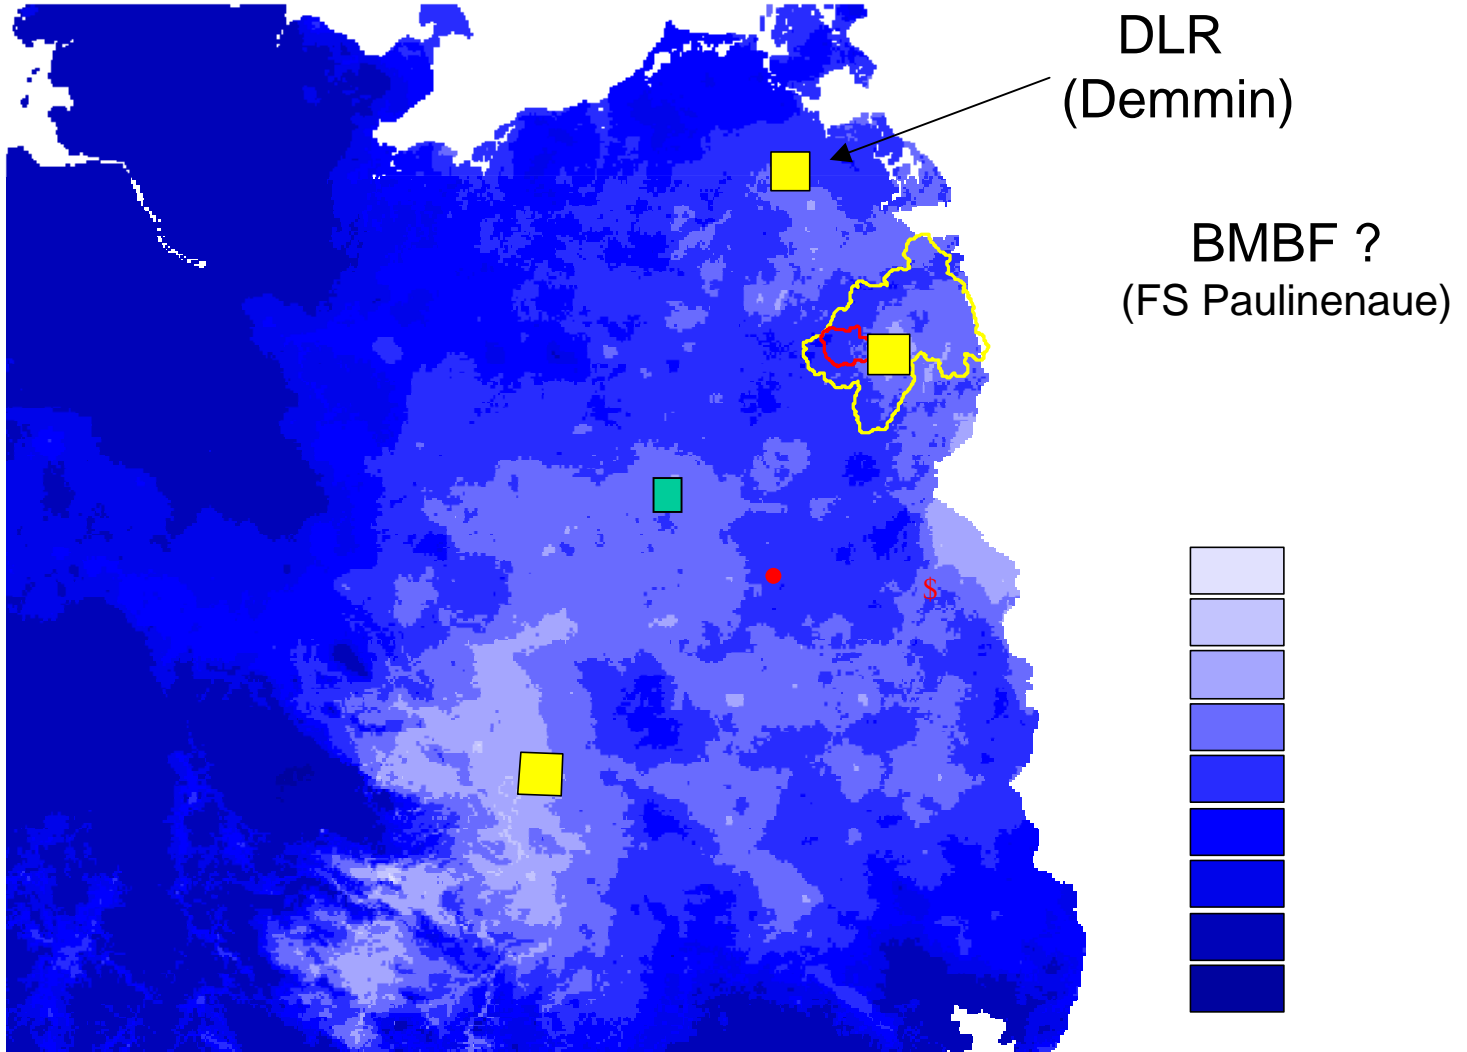 DLR
(Demmin)
BMBF ?
(FS Paulinenaue)
$